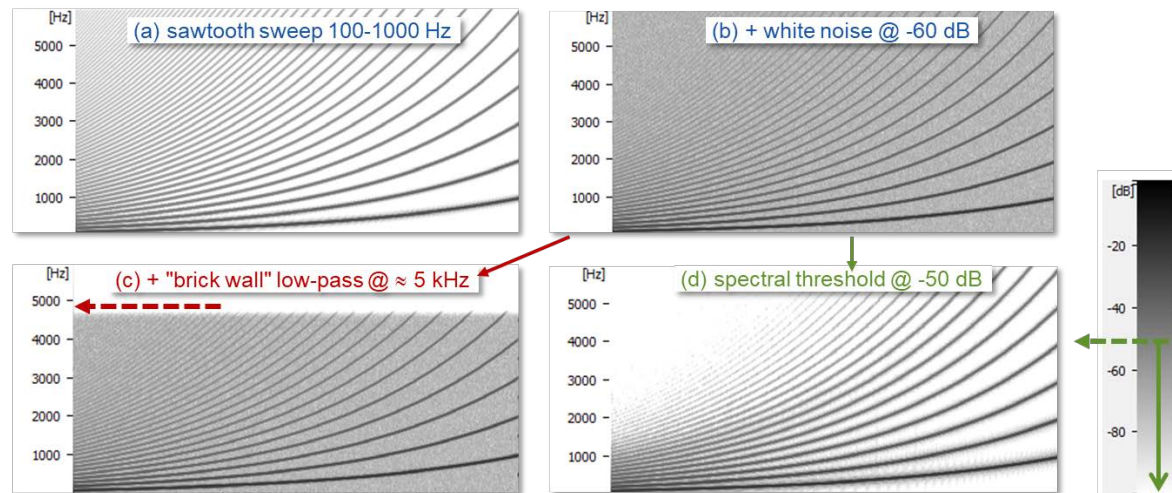 [Hz]
(a) sawtooth sweep 100-1000 Hz
5000
4000
3000
2000
1000
[Hz]
(b) + white noise @ -60 dB
5000
4000
3000
2000
1000
[Hz]
(c) + "brick wall" low-pass @ ≈ 5 kHz
5000
4000
3000
2000
1000
[Hz]
(d) spectral threshold @ -50 dB
5000
4000
3000
2000
1000
[dB]
-20
-40
-60
-80